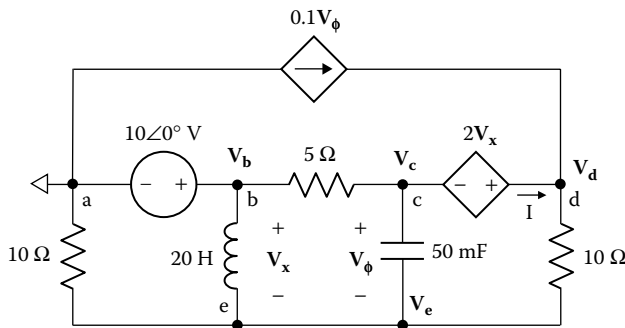 0.1Vϕ
10∠0° V
− +
Vb
5 Ω
Vc
2Vx
− +
Vd
a
b
c
I
d
10 Ω
20 H
+
Vx
−
+
Vϕ
−
50 mF
10 Ω
e
Ve